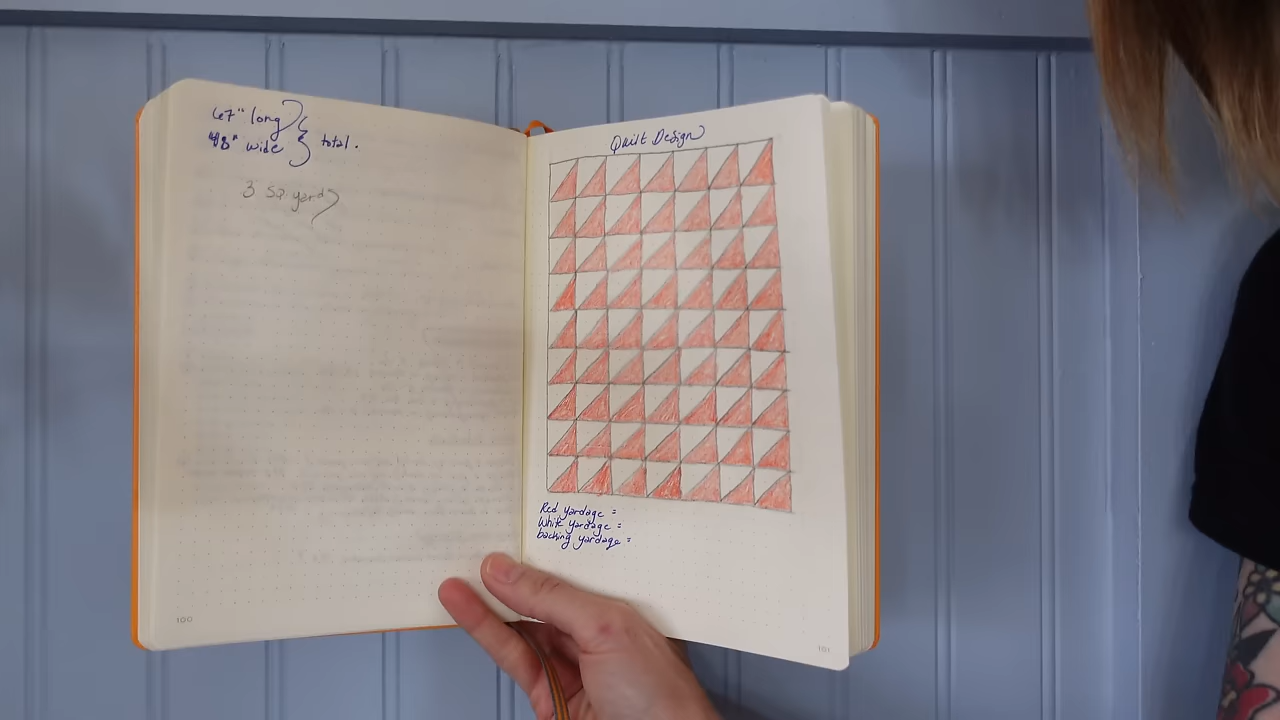 67" long
48" wide
total.
3 sq. yards
100
Quilt Design
Red yardage =
White yardage =
backing yardage =
101